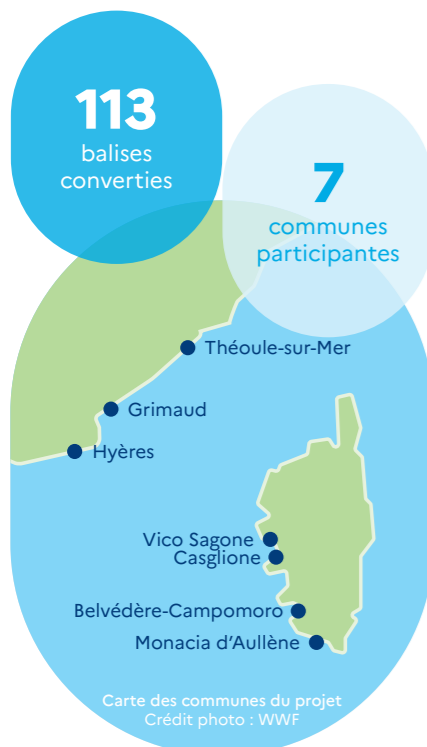 113
balises
converties
7
communes
participantes
Théoule-sur-Mer
Grimaud
Hyères
Vico Sagone
Casglione
Belvédère-Campomoro
Monacia d'Aullène
Carte des communes du projet
Crédit photo : WWF